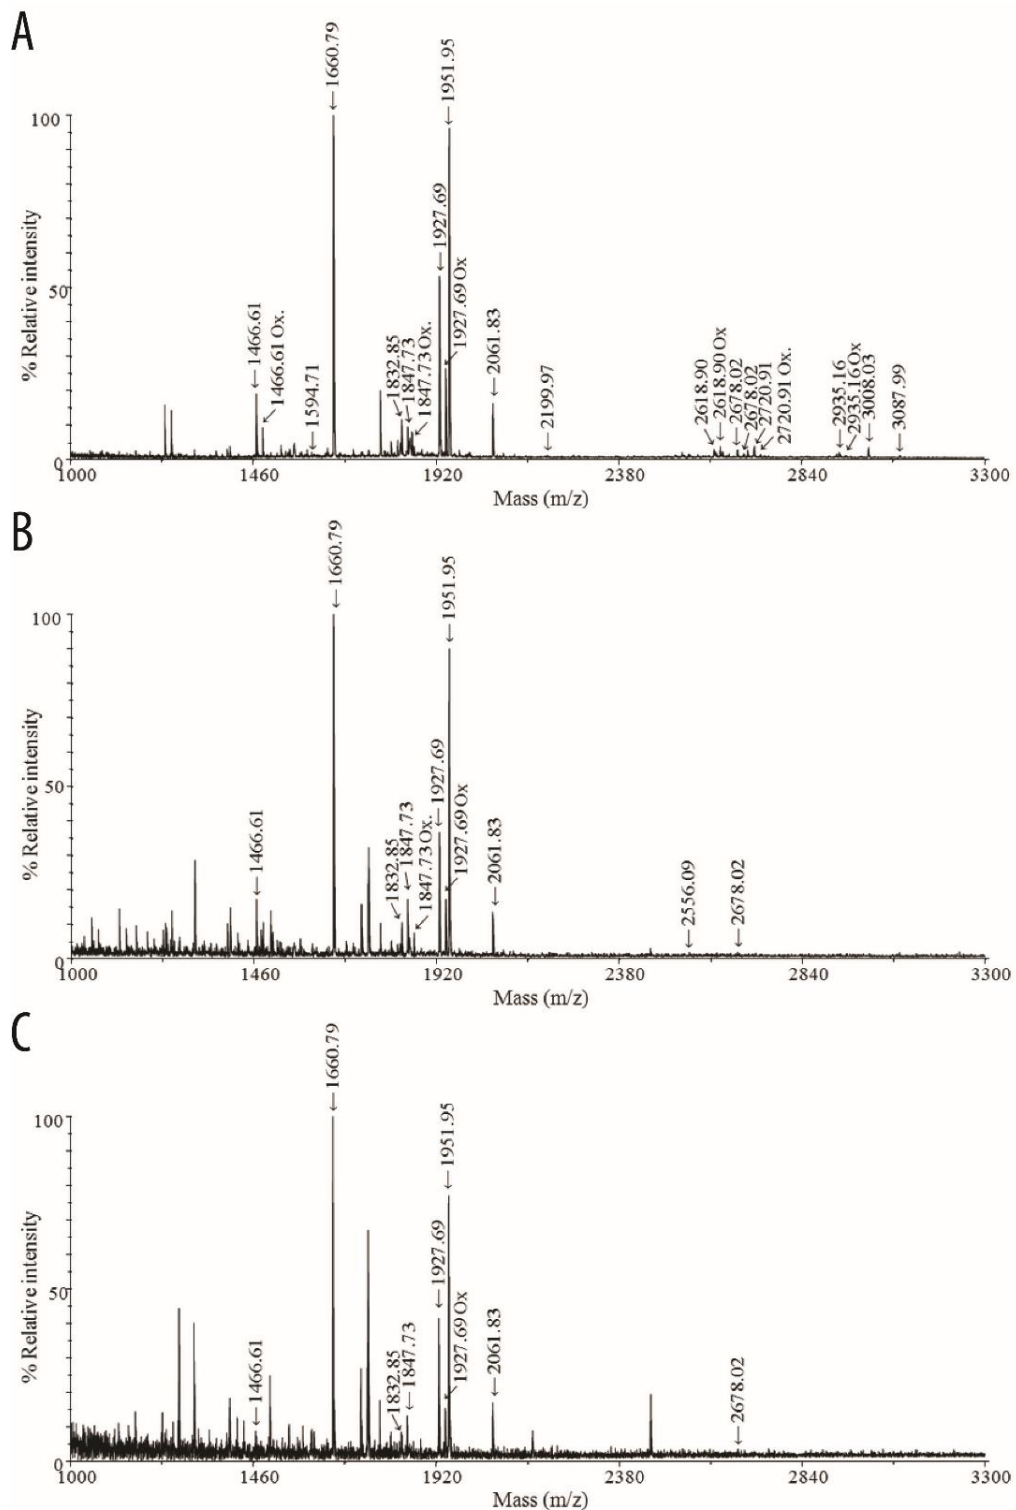 A
1660.79
1951.95
1927.69
1927.69 Ox
1466.61
1466.61 Ox.
1594.71
1832.85
1847.73
1847.73 Ox.
2061.83
2199.97
2618.90
2618.90 Ox
2678.02
2678.02
2720.91
2720.91 Ox.
2935.16
2935.16 Ox
3008.03
3087.99
% Relative intensity
100
50
0
1000 1460 1920 2380 2840 3300
Mass (m/z)
B
1660.79
1951.95
1927.69
1927.69 Ox
1466.61
1832.85
1847.73
1847.73 Ox.
2061.83
2556.09
2678.02
% Relative intensity
100
50
0
1000 1460 1920 2380 2840 3300
Mass (m/z)
C
1660.79
1951.95
1927.69
1927.69 Ox
1466.61
1832.85
1847.73
2061.83
2678.02
% Relative intensity
100
50
0
1000 1460 1920 2380 2840 3300
Mass (m/z)